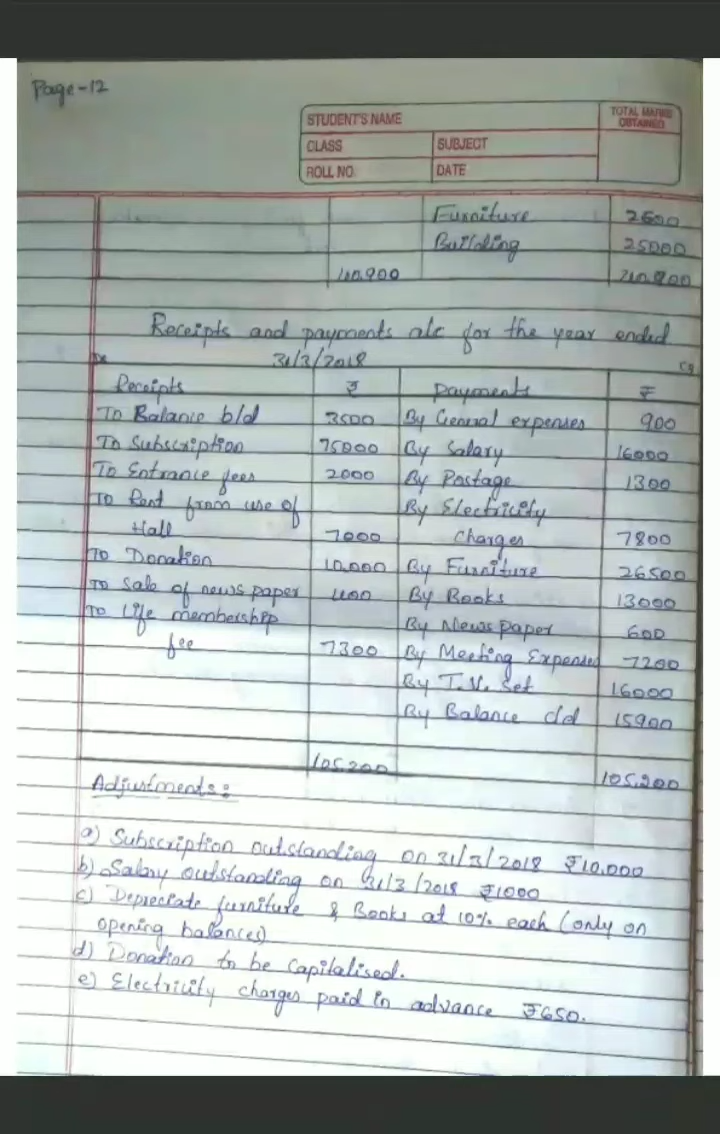 Page-12
STUDENT'S NAME TOTAL MARKS OBTAINED
CLASS SUBJECT
ROLL NO. DATE
Furniture 2600
Building 25000
40,900 40,900
Receipts and payments a/c for the year ended
Dr 31/3/2018 Cr
Receipts ₹ Payments ₹
To Balance b/d 3500 By General expenses 900
To Subscription 75000 By Salary 16000
To Entrance fees 2000 By Postage 1300
To Rent from use of By Electricity
Hall 7000 Charges 7800
To Donation 10,000 By Furniture 26500
To Sale of news paper 400 By Books 13000
To Life membership By News paper 600
fee 7300 By Meeting Expenses 7200
By T.V. Set 16000
By Balance c/d 15900
105,200 105,200
Adjustments:
a) Subscription outstanding on 31/3/2018 ₹10,000
b) Salary outstanding on 31/3/2018 ₹1000
c) Depreciate furniture & Books at 10% each (only on
opening balances)
d) Donation to be capitalised.
e) Electricity charges paid in advance ₹650.